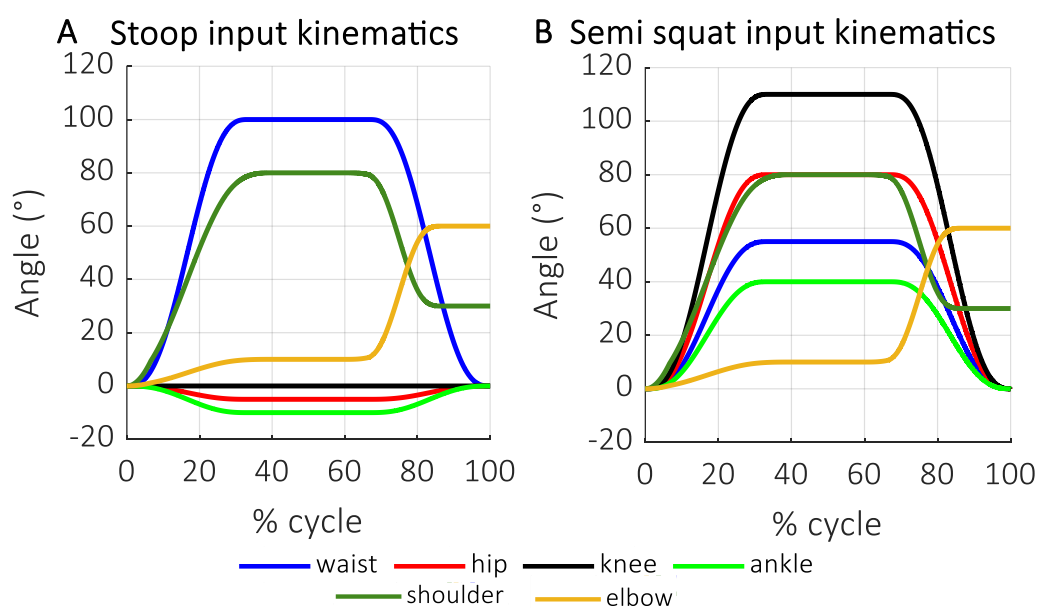 A Stoop input kinematics
B Semi squat input kinematics
120
100
80
60
40
20
0
-20
Angle (°)
0 20 40 60 80 100
% cycle
120
100
80
60
40
20
0
-20
Angle (°)
0 20 40 60 80 100
% cycle
waist hip knee ankle
shoulder elbow